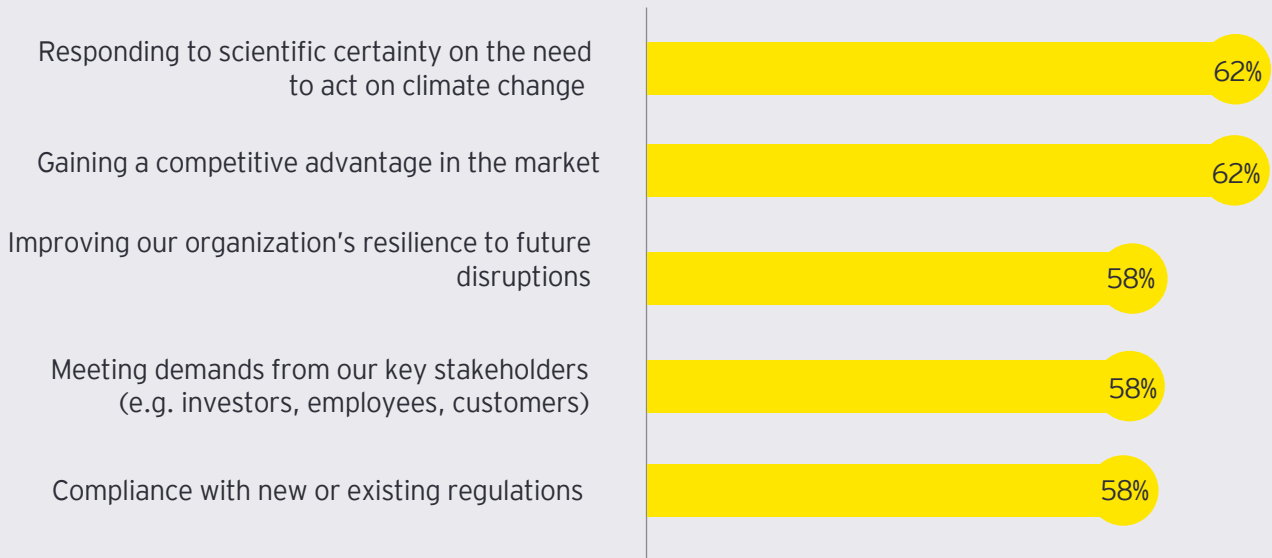 Responding to scientific certainty on the need
to act on climate change
62%
Gaining a competitive advantage in the market
62%
Improving our organization’s resilience to future
disruptions
58%
Meeting demands from our key stakeholders
(e.g. investors, employees, customers)
58%
Compliance with new or existing regulations
58%